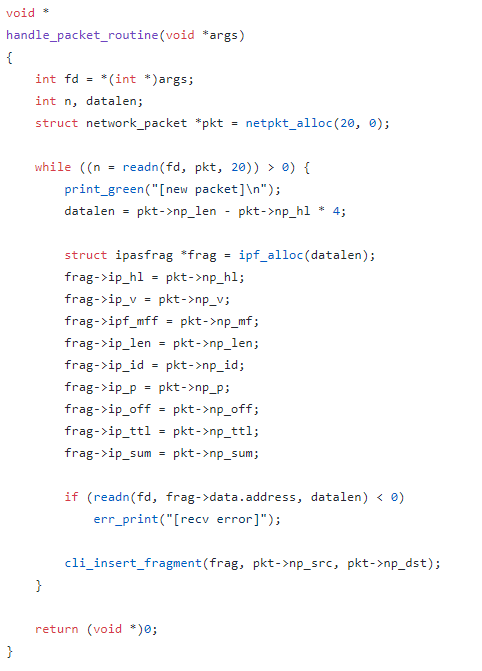 void *
handle_packet_routine(void *args)
{
    int fd = *(int *)args;
    int n, datalen;
    struct network_packet *pkt = netpkt_alloc(20, 0);

    while ((n = readn(fd, pkt, 20)) > 0) {
        print_green("[new packet]\n");
        datalen = pkt->np_len - pkt->np_hl * 4;

        struct ipasfrag *frag = ipf_alloc(datalen);
        frag->ip_hl = pkt->np_hl;
        frag->ip_v = pkt->np_v;
        frag->ipf_mff = pkt->np_mf;
        frag->ip_len = pkt->np_len;
        frag->ip_id = pkt->np_id;
        frag->ip_p = pkt->np_p;
        frag->ip_off = pkt->np_off;
        frag->ip_ttl = pkt->np_ttl;
        frag->ip_sum = pkt->np_sum;

        if (readn(fd, frag->data.address, datalen) < 0)
            err_print("[recv error]");

        cli_insert_fragment(frag, pkt->np_src, pkt->np_dst);
    }

    return (void *)0;
}